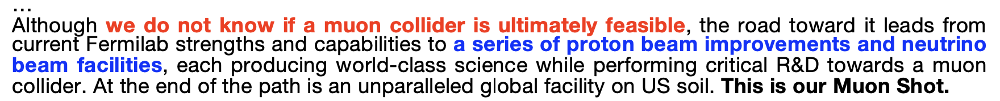 ...
Although we do not know if a muon collider is ultimately feasible, the road toward it leads from
current Fermilab strengths and capabilities to a series of proton beam improvements and neutrino
beam facilities, each producing world-class science while performing critical R&D towards a muon
collider. At the end of the path is an unparalleled global facility on US soil. This is our Muon Shot.